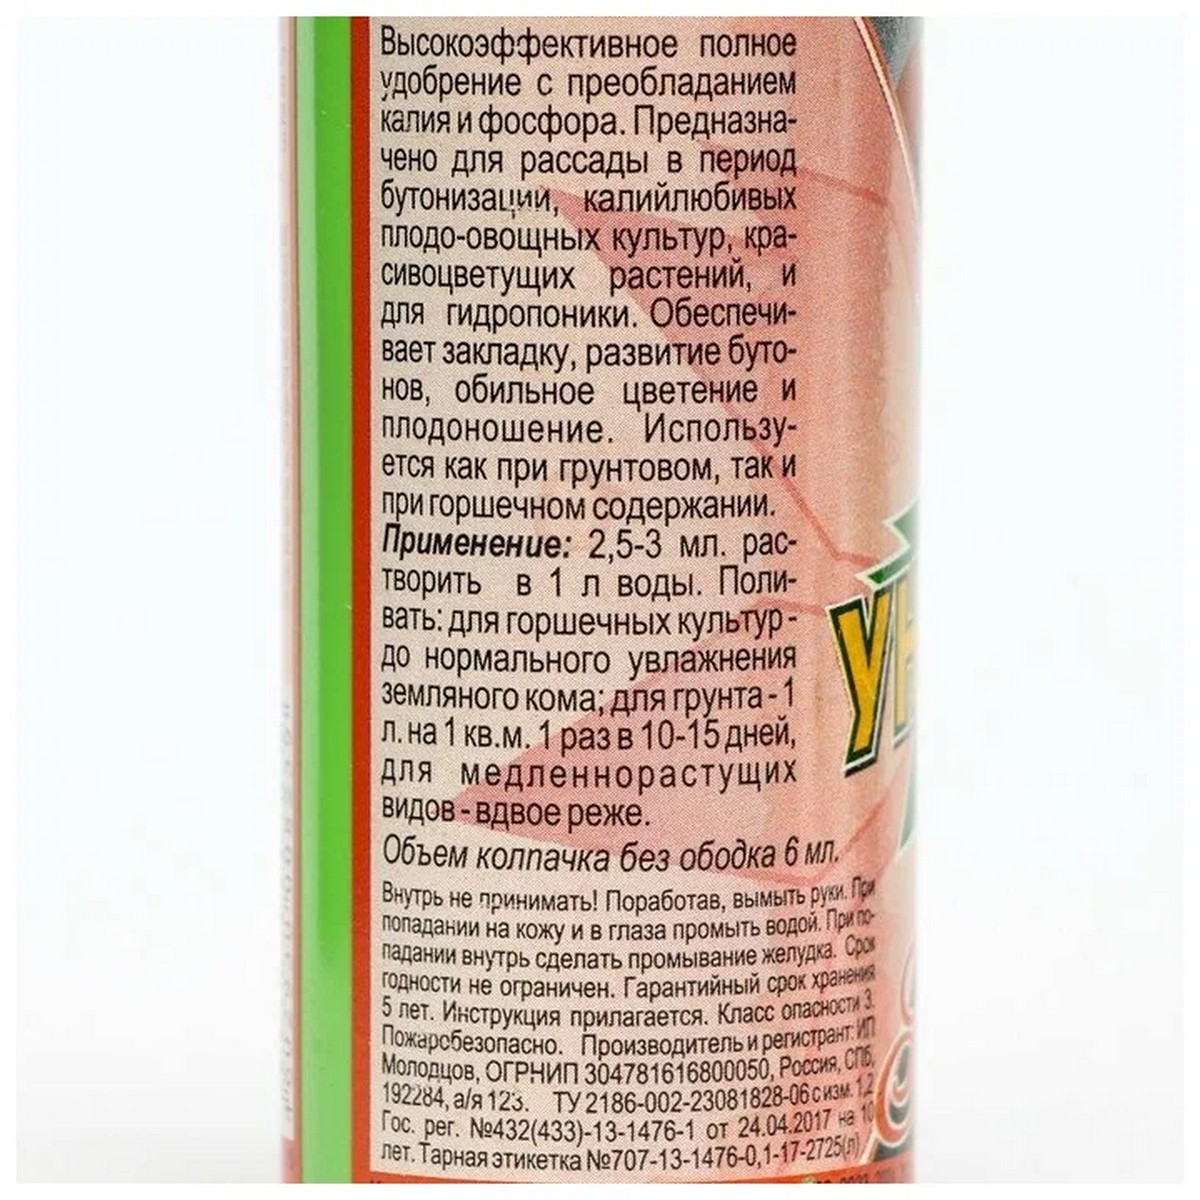 Высокоэффективное полное
удобрение с преобладанием
калия и фосфора. Предназна-
чено для рассады в период
бутонизации, калийлюбивых
плодо-овощных культур, кра-
сивоцветущих растений, и
для гидропоники. Обеспечи-
вает закладку, развитие буто-
нов, обильное цветение и
плодоношение. Использу-
ется как при грунтовом, так и
при горшечном содержании.
Применение: 2,5-3 мл. рас-
творить в 1 л воды. Поли-
вать: для горшечных культур -
до нормального увлажнения
земляного кома; для грунта - 1
л. на 1 кв.м. 1 раз в 10-15 дней,
для медленнорастущих
видов - вдвое реже.
Объем колпачка без ободка 6 мл.
Внутрь не принимать! Поработав, вымыть руки. При
попадании на кожу и в глаза промыть водой. При по-
падании внутрь сделать промывание желудка. Срок
годности не ограничен. Гарантийный срок хранения
5 лет. Инструкция прилагается. Класс опасности 3.
Пожаробезопасно. Производитель и регистрант: ИП
Молодцов, ОГРНИП 304781616800050, Россия, СПб,
192284, а/я 123. ТУ 2186-002-23081828-06 с изм. 1,2
Гос. рег. №432(433)-13-1476-1 от 24.04.2017 на 10
лет. Тарная этикетка №707-13-1476-0,1-17-2725(л)